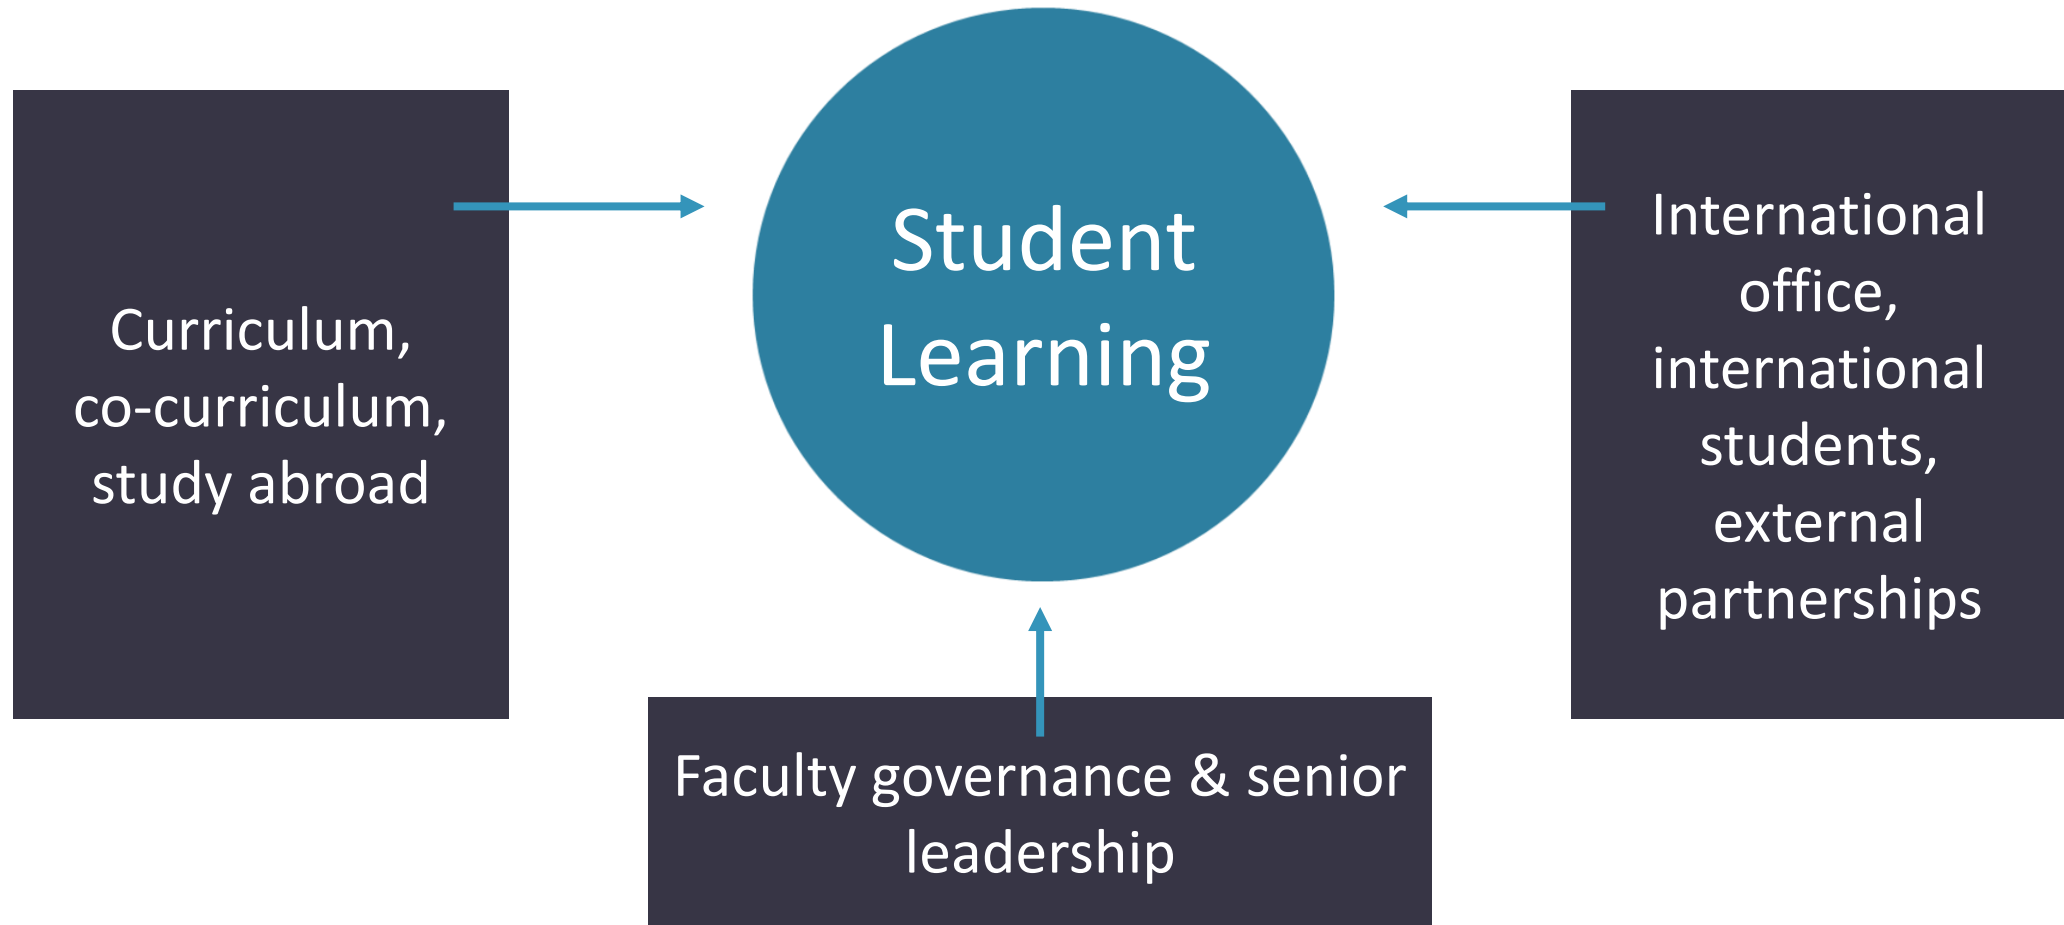 Student
Learning
Curriculum,
co-curriculum,
study abroad
International
office,
international
students,
external
partnerships
Faculty governance & senior
leadership